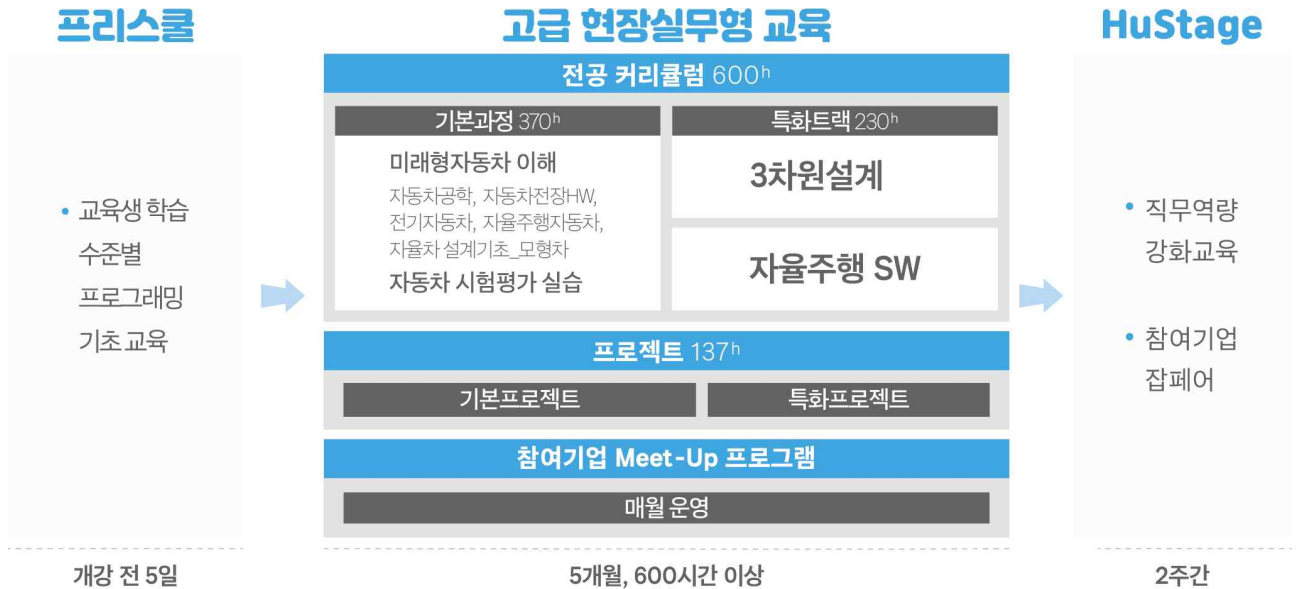 프리스쿨
• 교육생 학습
수준별
프로그래밍
기초 교육
개강 전 5일
고급 현장실무형 교육
전공 커리큘럼 600h
기본과정 370h
미래형자동차 이해
자동차공학, 자동차전장HW,
전기자동차, 자율주행자동차,
자율차 설계기초_모형차
자동차 시험평가 실습
특화트랙 230h
3차원설계
자율주행 SW
프로젝트 137h
기본프로젝트
특화프로젝트
참여기업 Meet-Up 프로그램
매월 운영
5개월, 600시간 이상
HuStage
• 직무역량
강화교육
• 참여기업
잡페어
2주간